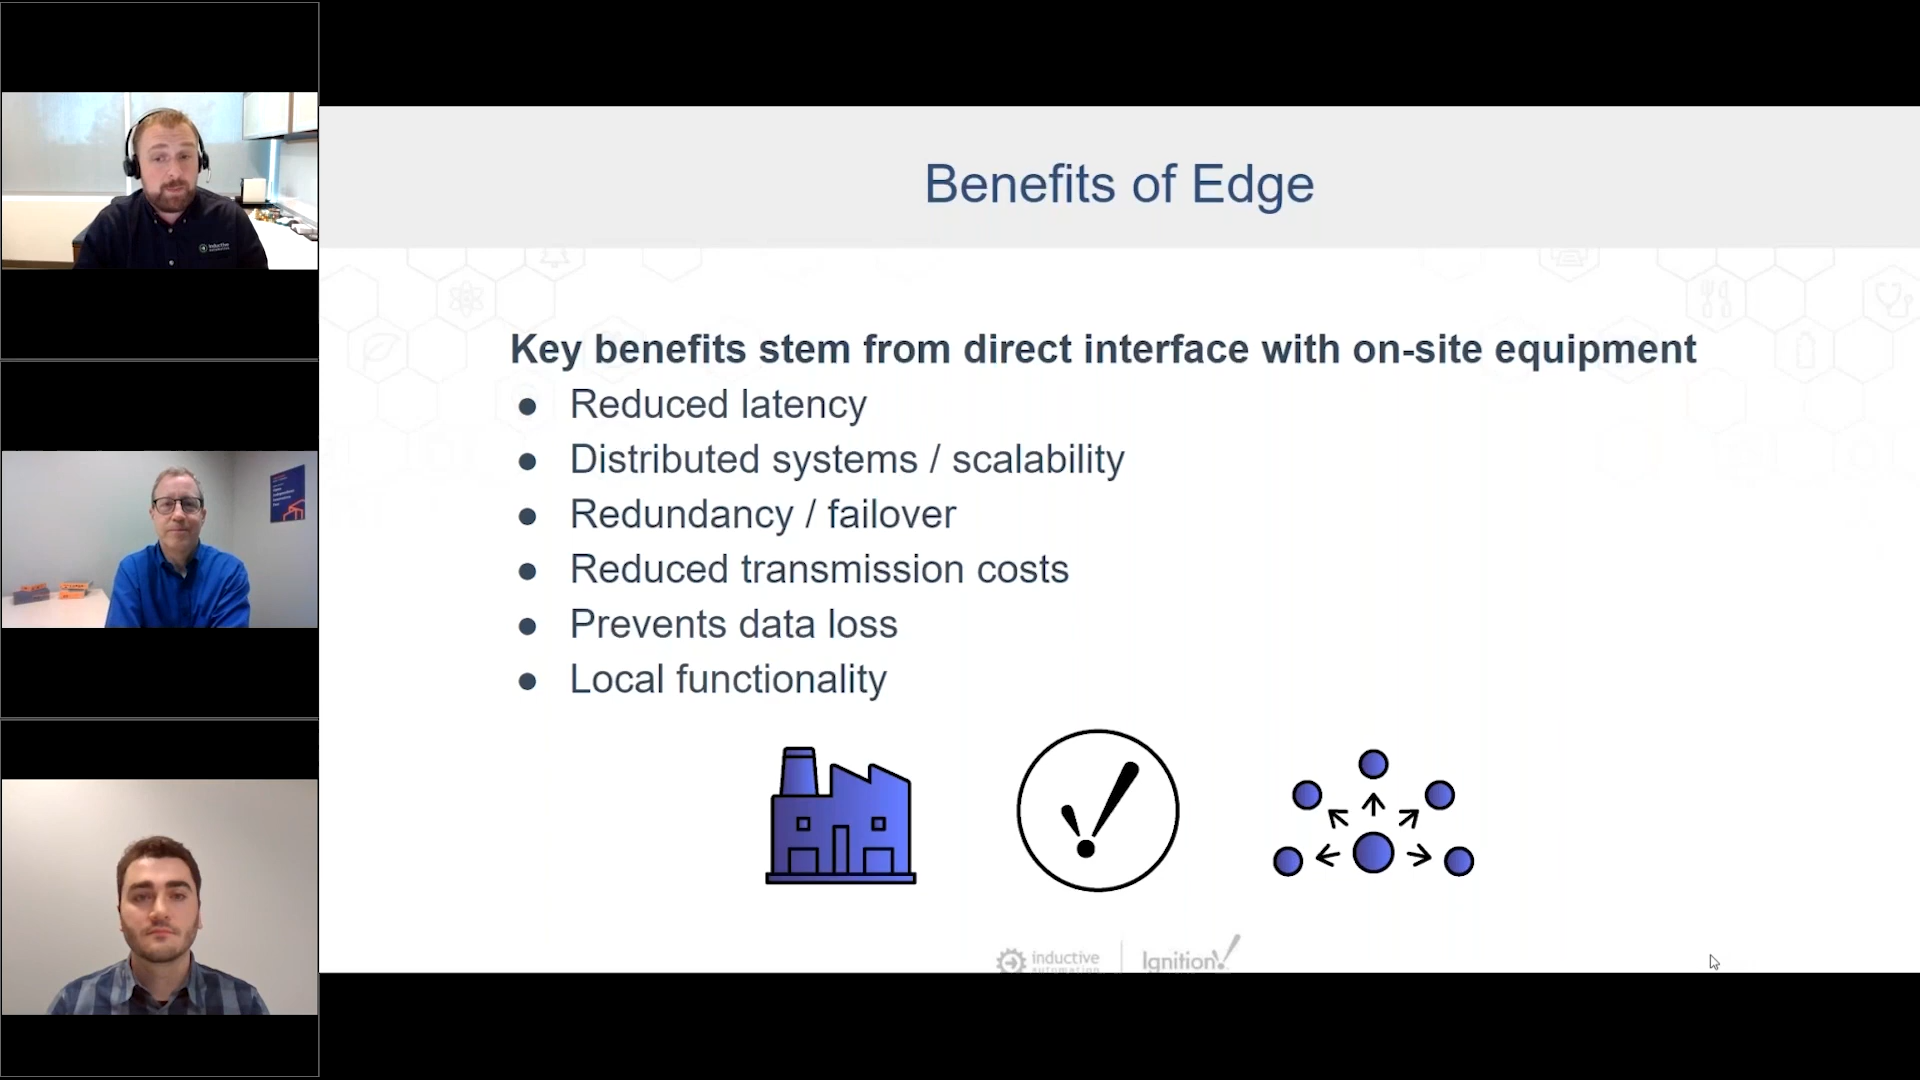 Benefits of Edge
Key benefits stem from direct interface with on-site equipment
● Reduced latency
● Distributed systems / scalability
● Redundancy / failover
● Reduced transmission costs
● Prevents data loss
● Local functionality
inductive
automation
Ignition!